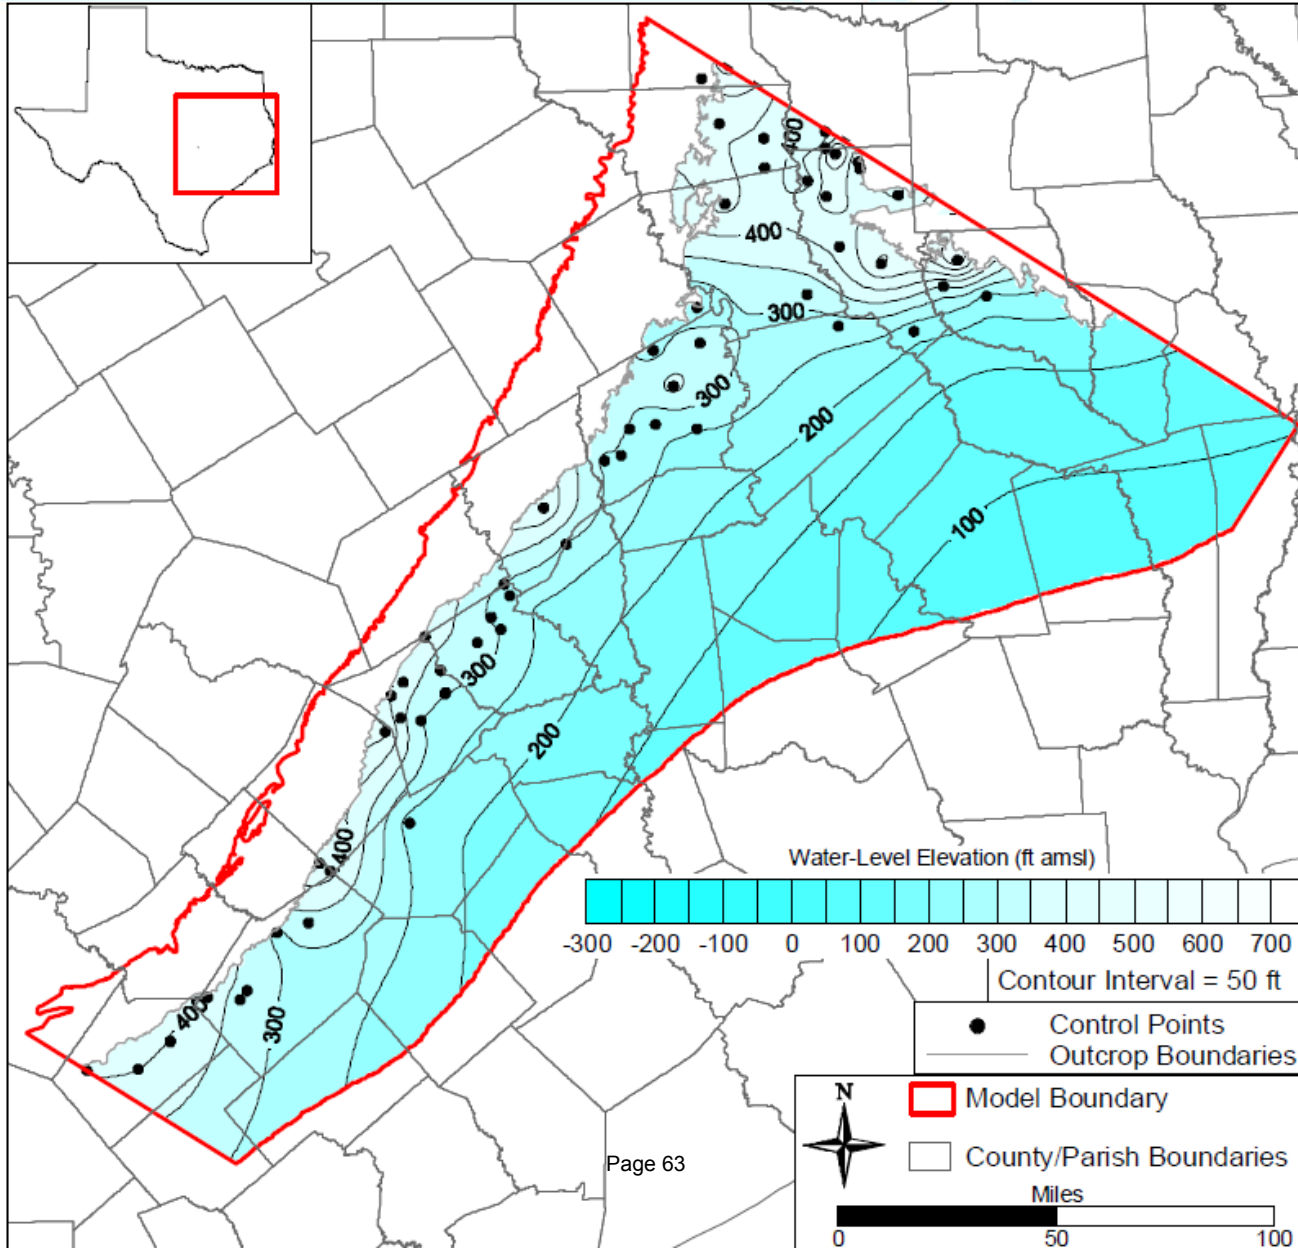 400
400
300
300
200
100
300
200
400
400
300
Water-Level Elevation (ft amsl)
-300 -200 -100 0 100 200 300 400 500 600 700
Contour Interval = 50 ft
Control Points
Outcrop Boundaries
N
Model Boundary
County/Parish Boundaries
Miles
0 50 100
Page 63